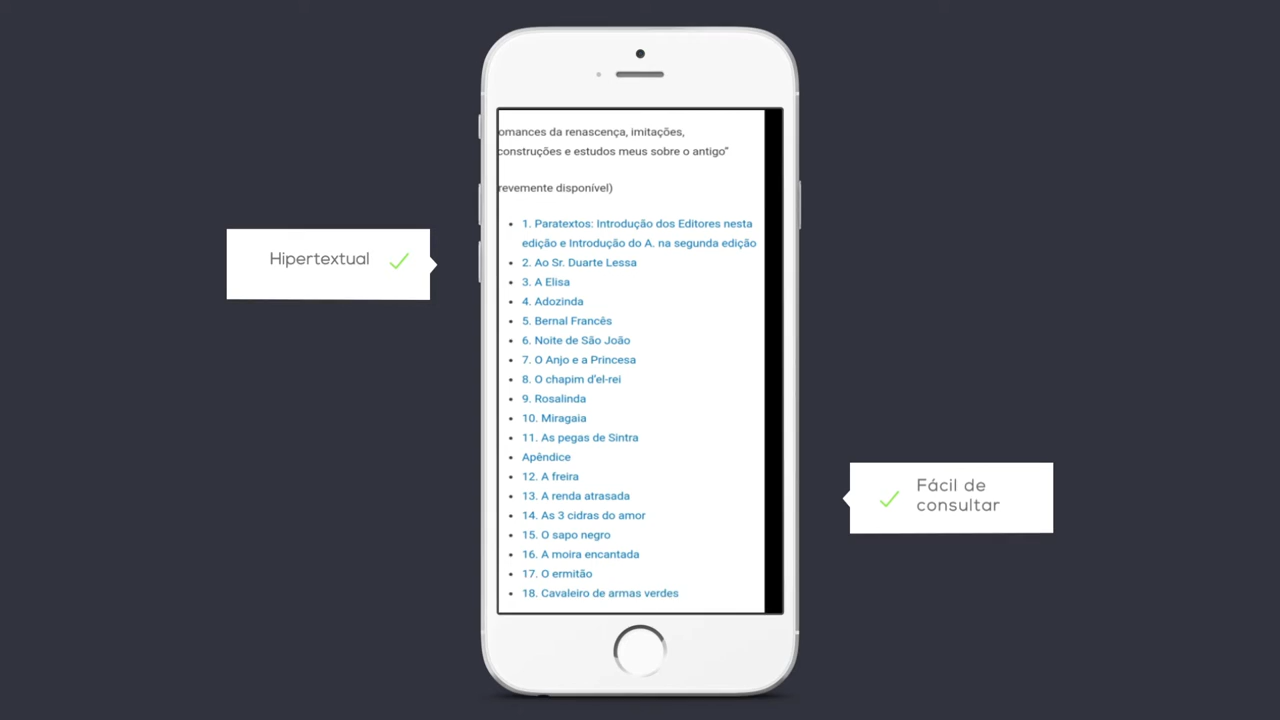 omances da renascença, imitações,
construções e estudos meus sobre o antigo"
revemente disponível)
1. Paratextos: Introdução dos Editores nesta
edição e Introdução do A. na segunda edição
2. Ao Sr. Duarte Lessa
3. A Elisa
4. Adozinda
5. Bernal Francês
6. Noite de São João
7. O Anjo e a Princesa
8. O chapim d'el-rei
9. Rosalinda
10. Miragaia
11. As pegas de Sintra
Apêndice
12. A freira
13. A renda atrasada
14. As 3 cidras do amor
15. O sapo negro
16. A moira encantada
17. O ermitão
18. Cavaleiro de armas verdes
Hipertextual
Fácil de
consultar